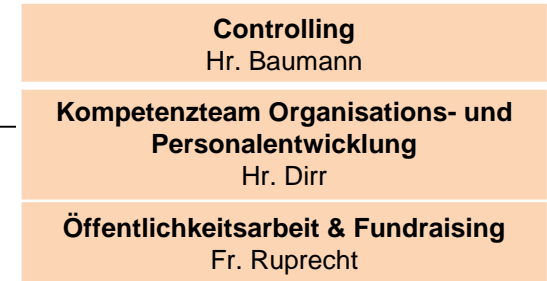 Controlling
Hr. Baumann
Kompetenzteam Organisations- und
Personalentwicklung
Hr. Dirr
Öffentlichkeitsarbeit & Fundraising
Fr. Ruprecht